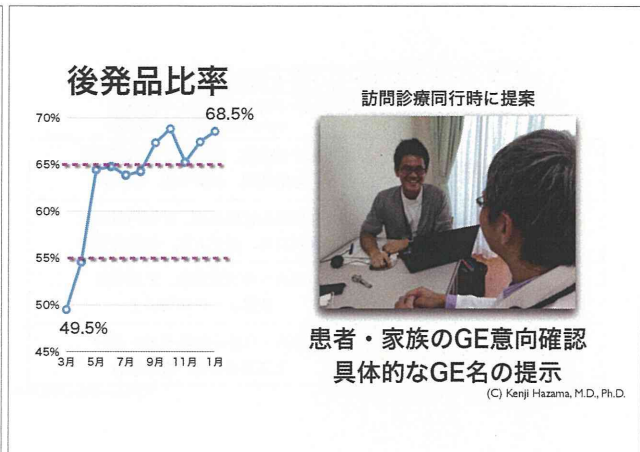 後発品比率
68.5%
70%
65%
60%
55%
50%
49.5%
45%
3月 5月 7月 9月 11月 1月
訪問診療同行時に提案
患者・家族のGE意向確認
具体的なGE名の提示
(C) Kenji Hazama, M.D., Ph.D.